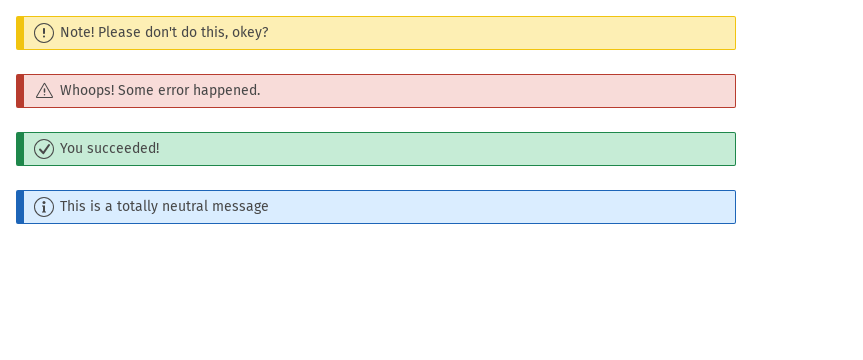 Note! Please don't do this, okey?
Whoops! Some error happened.
You succeeded!
This is a totally neutral message